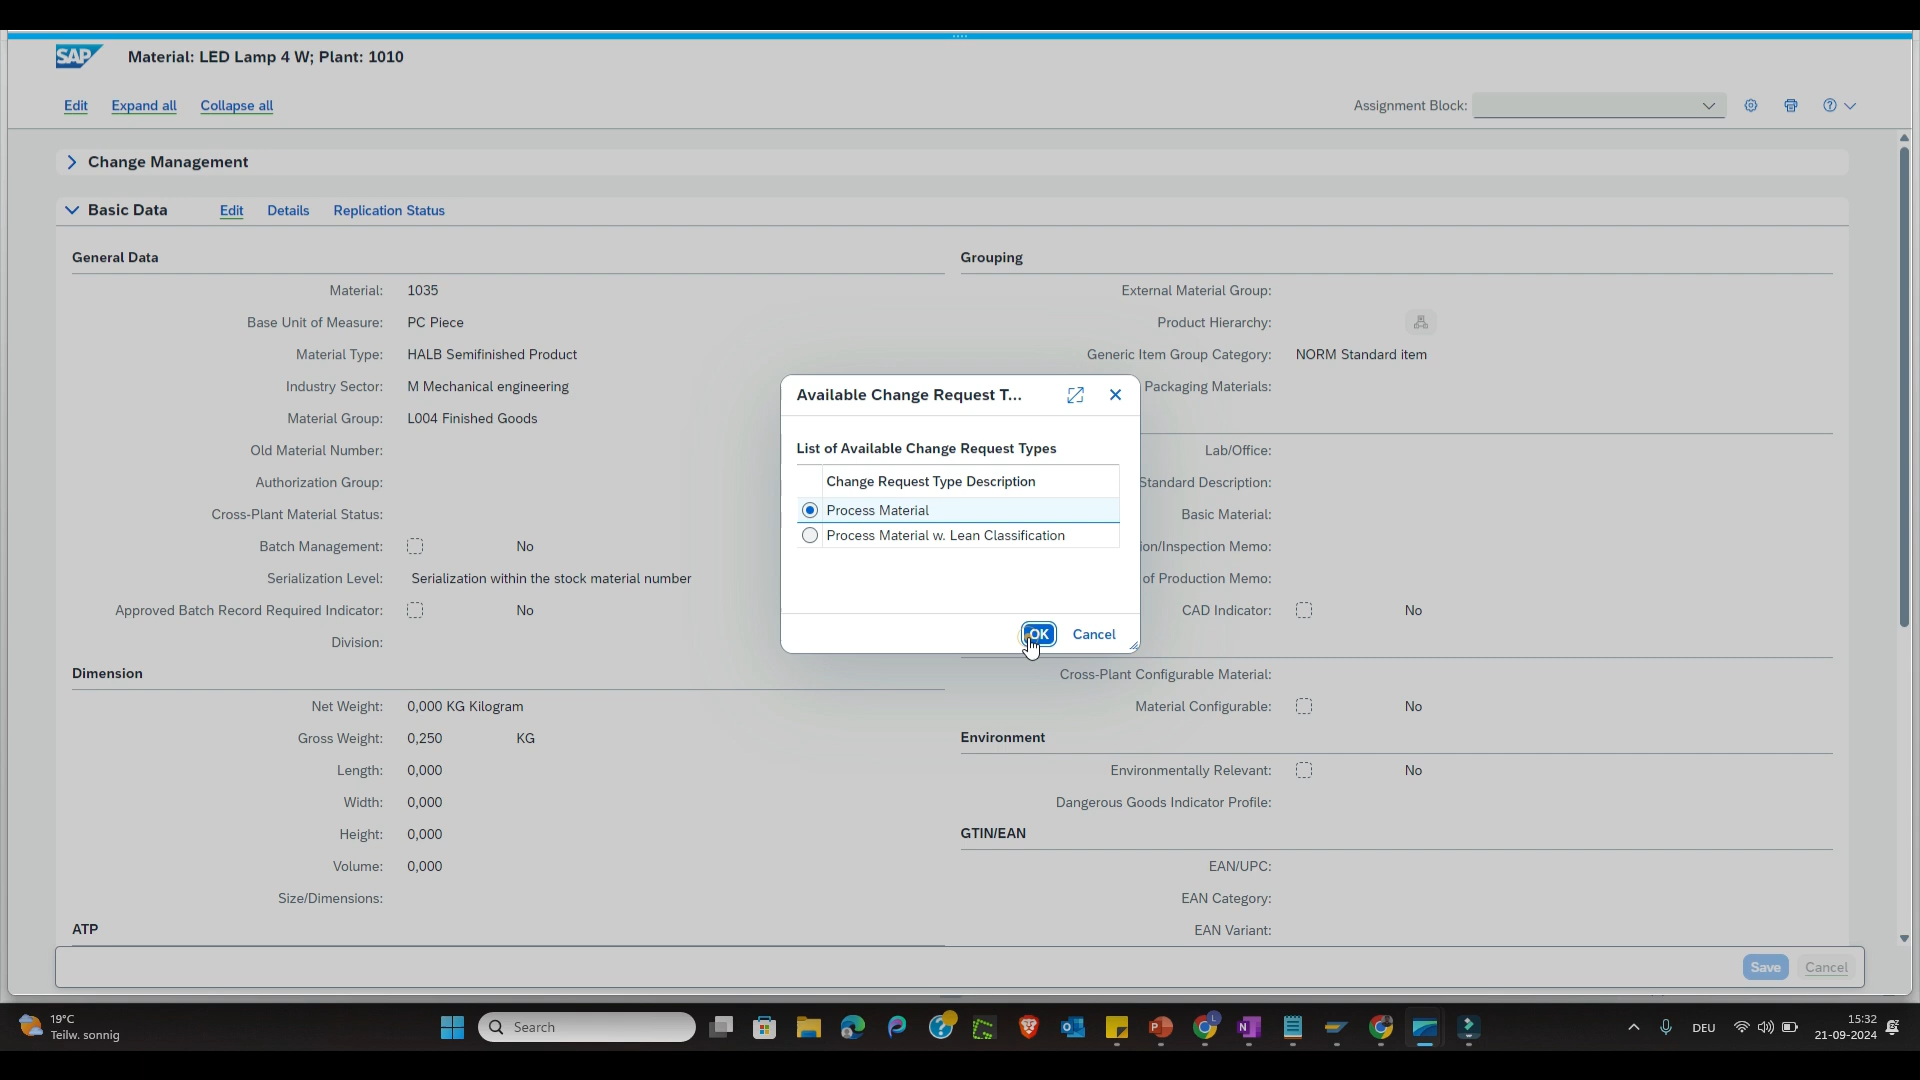 SAP Material: LED Lamp 4 W; Plant: 1010
Edit Expand all Collapse all Assignment Block:
Change Management
Basic Data Edit Details Replication Status
General Data
Material: 1035
Base Unit of Measure: PC Piece
Material Type: HALB Semifinished Product
Industry Sector: M Mechanical engineering
Material Group: L004 Finished Goods
Old Material Number:
Authorization Group:
Cross-Plant Material Status:
Batch Management: No
Serialization Level: Serialization within the stock material number
Approved Batch Record Required Indicator: No
Division:
Dimension
Net Weight: 0,000 KG Kilogram
Gross Weight: 0,250 KG
Length: 0,000
Width: 0,000
Height: 0,000
Volume: 0,000
Size/Dimensions:
ATP
Grouping
External Material Group:
Product Hierarchy:
Generic Item Group Category: NORM Standard item
Packaging Materials:
Lab/Office:
Standard Description:
Basic Material:
ion/Inspection Memo:
of Production Memo:
CAD Indicator: No
Cross-Plant Configurable Material:
Material Configurable: No
Environment
Environmentally Relevant: No
Dangerous Goods Indicator Profile:
GTIN/EAN
EAN/UPC:
EAN Category:
EAN Variant:
Available Change Request T...
List of Available Change Request Types
Change Request Type Description
Process Material
Process Material w. Lean Classification
OK Cancel
Save Cancel
19°C
Teilw. sonnig
Search
DEU
15:32
21-09-2024